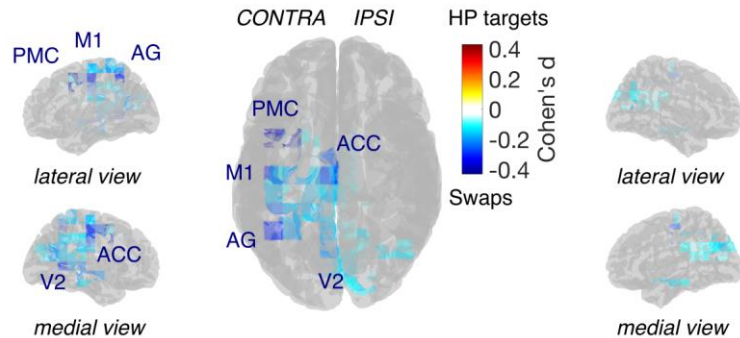 CONTRA IPSI
HP targets
M1
PMC
AG
lateral view
ACC
V2
medial view
PMC
ACC
M1
AG
V2
0.4
0.2
0
-0.2
-0.4
Cohen's d
Swaps
lateral view
medial view